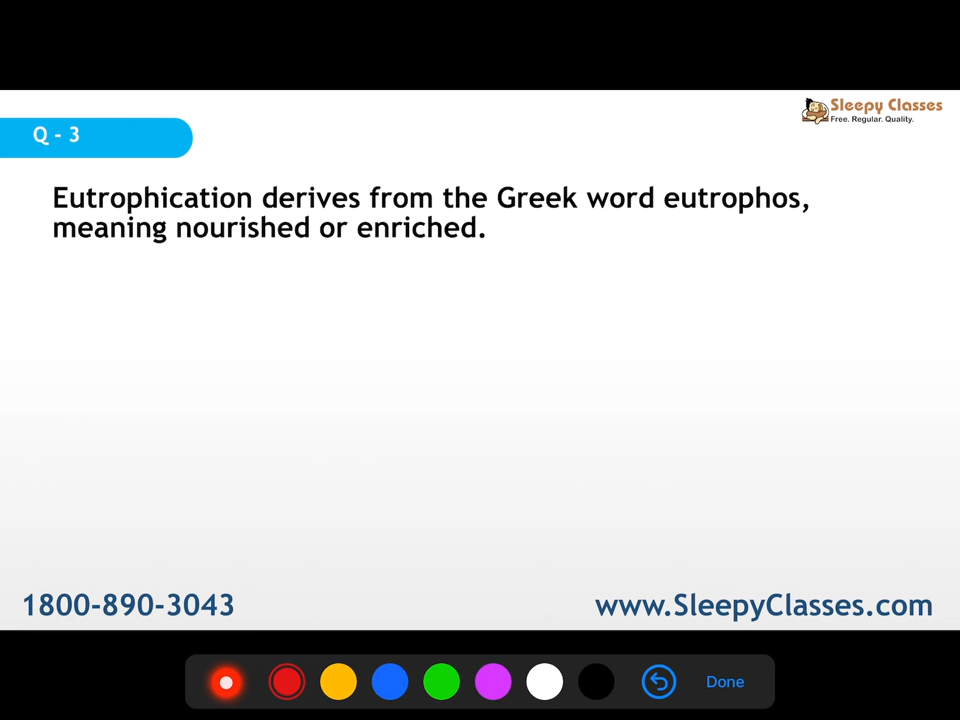 Sleepy Classes
Free. Regular. Quality.
Q - 3
Eutrophication derives from the Greek word eutrophos,
meaning nourished or enriched.
1800-890-3043
www.SleepyClasses.com
Done